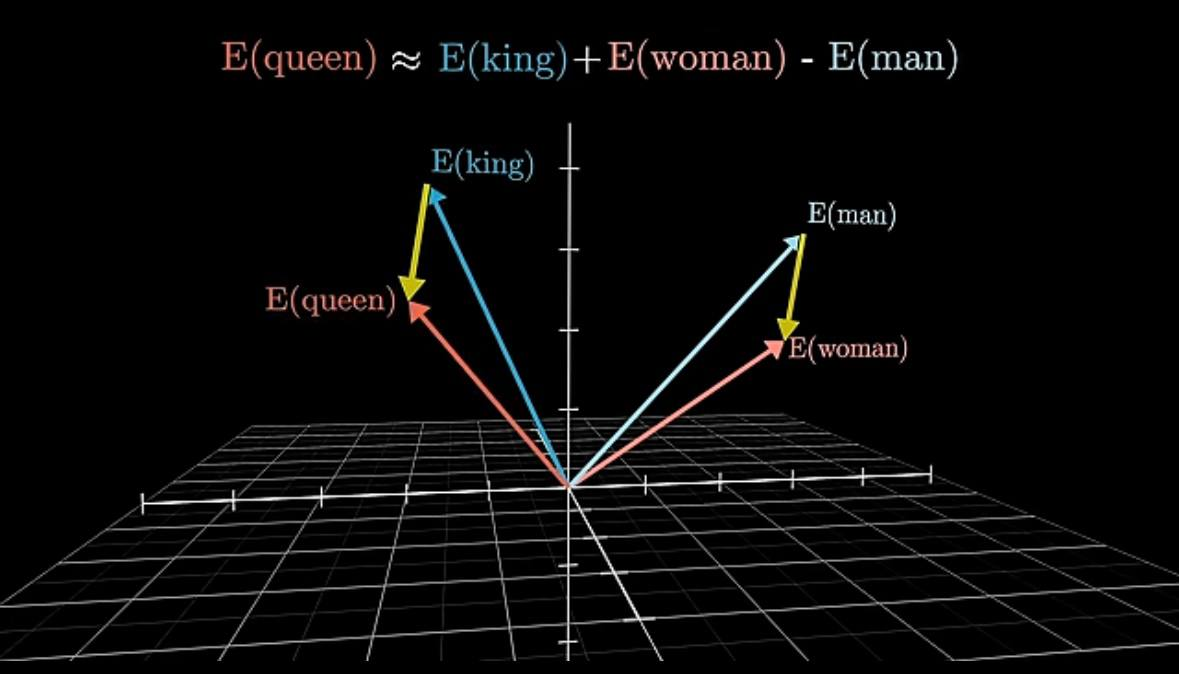 E(queen) ≈ E(king)+E(woman) - E(man)
E(king)
E(man)
E(queen)
E(woman)